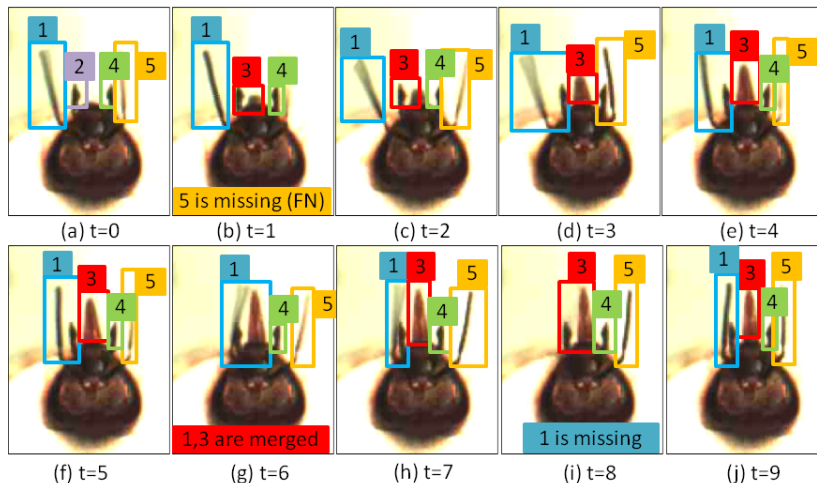 1 2 4 5
1 3 4
1 3 4 5
1 3 5
1 3 4 5
5 is missing (FN)
(a) t=0 (b) t=1 (c) t=2 (d) t=3 (e) t=4
1 3 4 5
1 4 5
1 3 4 5
3 4 5
1 3 4 5
1,3 are merged
1 is missing
(f) t=5 (g) t=6 (h) t=7 (i) t=8 (j) t=9